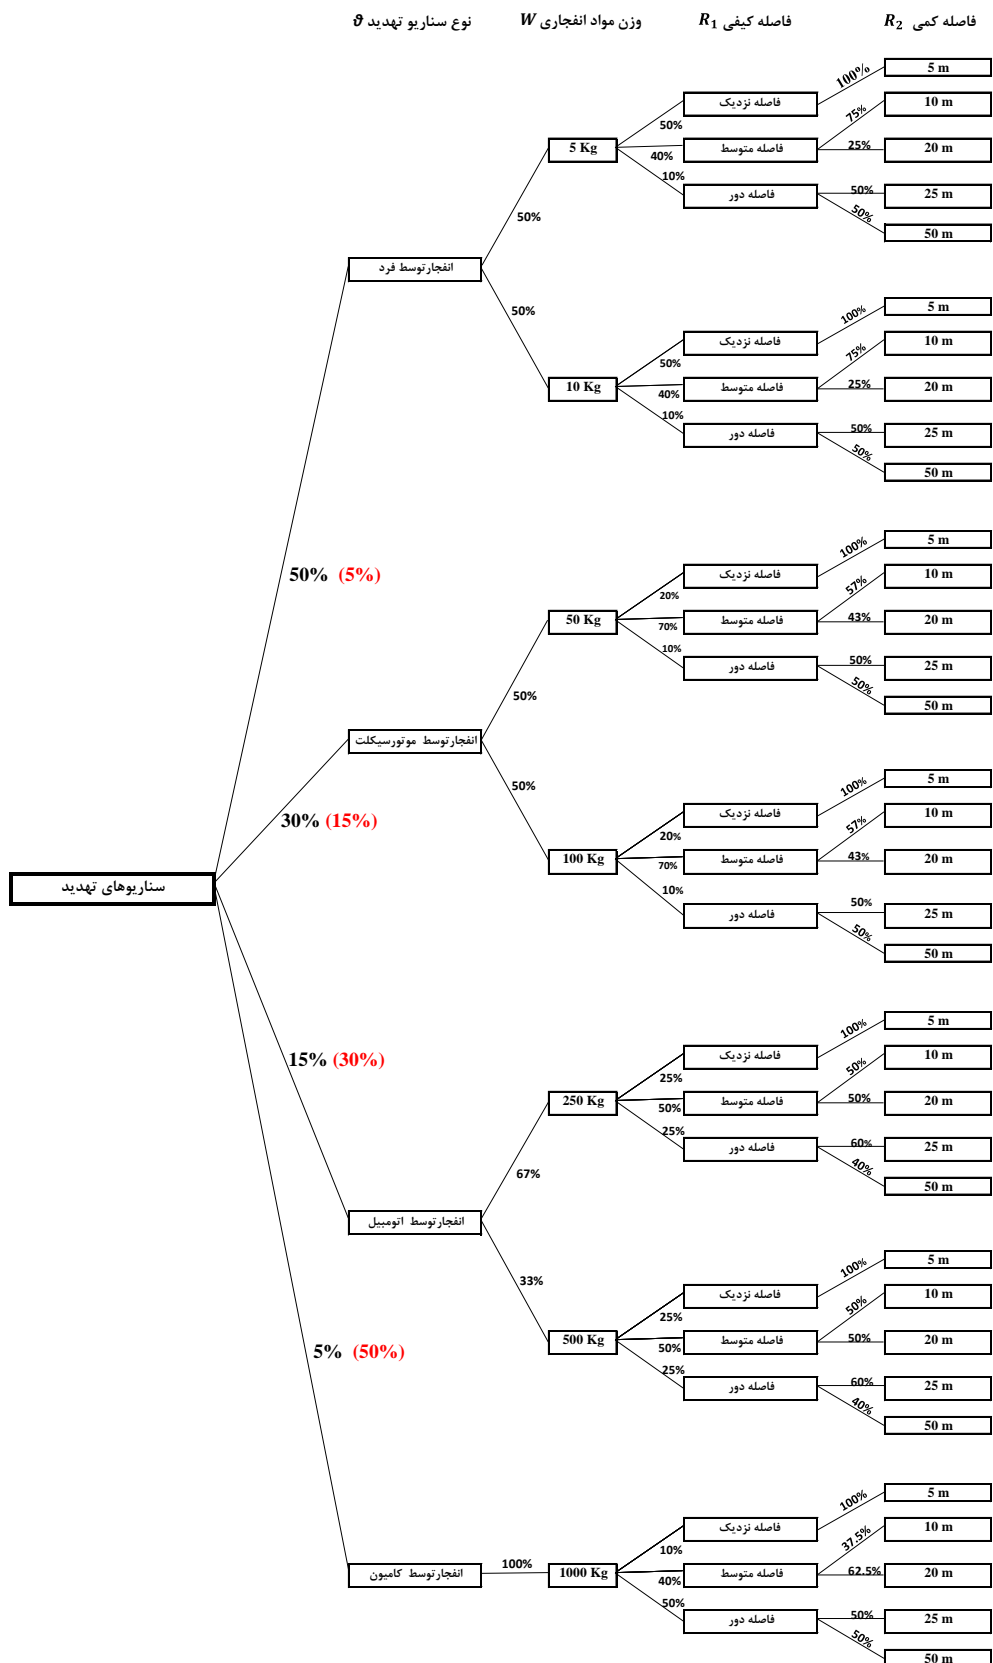 نوع سناریو تهدید ϑ
وزن مواد انفجاری W
فاصله کیفی R₁
فاصله کمی R₂
سناریوهای تهدید
50% (5%)
انفجارتوسط فرد
50%
5 Kg
50%
فاصله نزدیک
100%
5 m
40%
فاصله متوسط
75%
10 m
25%
20 m
10%
فاصله دور
50%
25 m
50%
50 m
50%
10 Kg
50%
فاصله نزدیک
100%
5 m
40%
فاصله متوسط
75%
10 m
25%
20 m
10%
فاصله دور
50%
25 m
50%
50 m
30% (15%)
انفجارتوسط موتورسیکلت
50%
50 Kg
20%
فاصله نزدیک
100%
5 m
70%
فاصله متوسط
57%
10 m
43%
20 m
10%
فاصله دور
50%
25 m
50%
50 m
50%
100 Kg
20%
فاصله نزدیک
100%
5 m
70%
فاصله متوسط
57%
10 m
43%
20 m
10%
فاصله دور
50%
25 m
50%
50 m
15% (30%)
انفجارتوسط اتومبیل
67%
250 Kg
25%
فاصله نزدیک
100%
5 m
50%
فاصله متوسط
50%
10 m
50%
20 m
25%
فاصله دور
60%
25 m
40%
50 m
33%
500 Kg
25%
فاصله نزدیک
100%
5 m
50%
فاصله متوسط
50%
10 m
50%
20 m
25%
فاصله دور
60%
25 m
40%
50 m
5% (50%)
انفجارتوسط کامیون
100%
1000 Kg
10%
فاصله نزدیک
100%
5 m
40%
فاصله متوسط
37.5%
10 m
62.5%
20 m
50%
فاصله دور
50%
25 m
50%
50 m